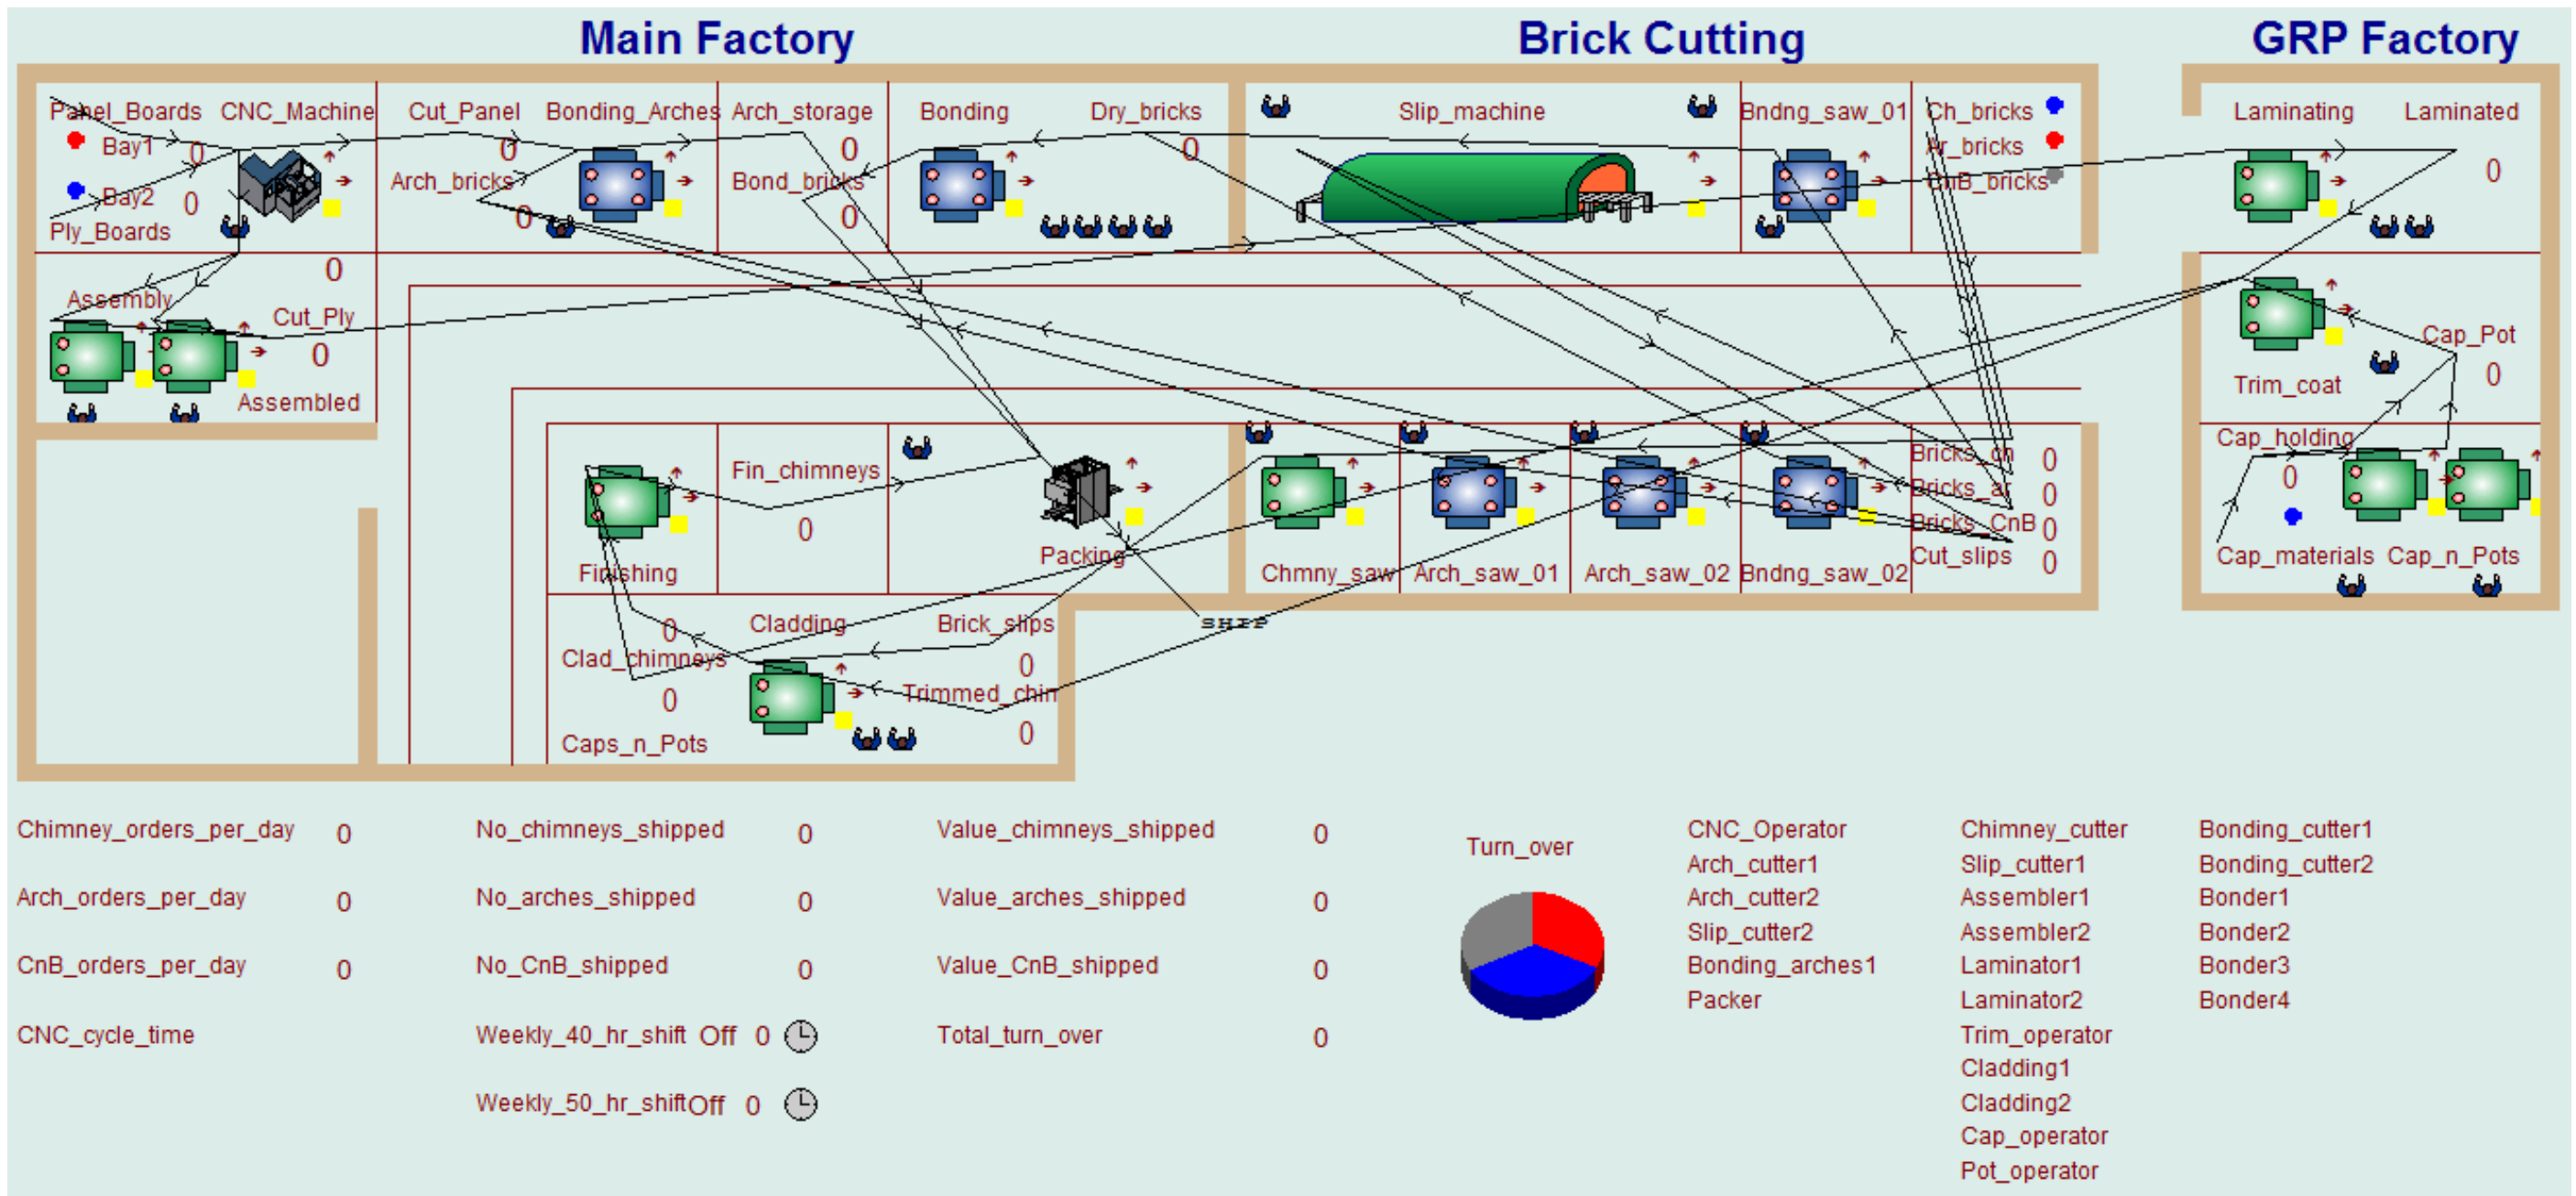 Main Factory
Brick Cutting
GRP Factory
Panel_Boards CNC_Machine Cut_Panel Bonding_Arches Arch_storage Bonding Dry_bricks Slip_machine Bndng_saw_01 Ch_bricks Laminating Laminated
Bay1 0 0 0 0 Ar_bricks
Arch_bricks Bond_bricks CnB_bricks 0
Bay2 0 0 0
Ply_Boards
0
Assembly
Cut_Ply Cap_Pot
0 0
Trim_coat
Assembled
Cap_holding
Fin_chimneys Bricks_ch 0 0
Bricks_ar 0
0 Bricks_CnB 0
Packing Cut_slips 0 Cap_materials Cap_n_Pots
Finishing Chmny_saw Arch_saw_01 Arch_saw_02 Bndng_saw_02
0 Cladding Brick_slips SHIP
Clad_chimneys 0
0 Trimmed_chim
0
Caps_n_Pots
Chimney_orders_per_day 0
Arch_orders_per_day 0
CnB_orders_per_day 0
CNC_cycle_time
No_chimneys_shipped 0
No_arches_shipped 0
No_CnB_shipped 0
Weekly_40_hr_shift Off 0
Weekly_50_hr_shift Off 0
Value_chimneys_shipped 0
Value_arches_shipped 0
Value_CnB_shipped 0
Total_turn_over 0
Turn_over
CNC_Operator
Arch_cutter1
Arch_cutter2
Slip_cutter2
Bonding_arches1
Packer
Chimney_cutter
Slip_cutter1
Assembler1
Assembler2
Laminator1
Laminator2
Trim_operator
Cladding1
Cladding2
Cap_operator
Pot_operator
Bonding_cutter1
Bonding_cutter2
Bonder1
Bonder2
Bonder3
Bonder4